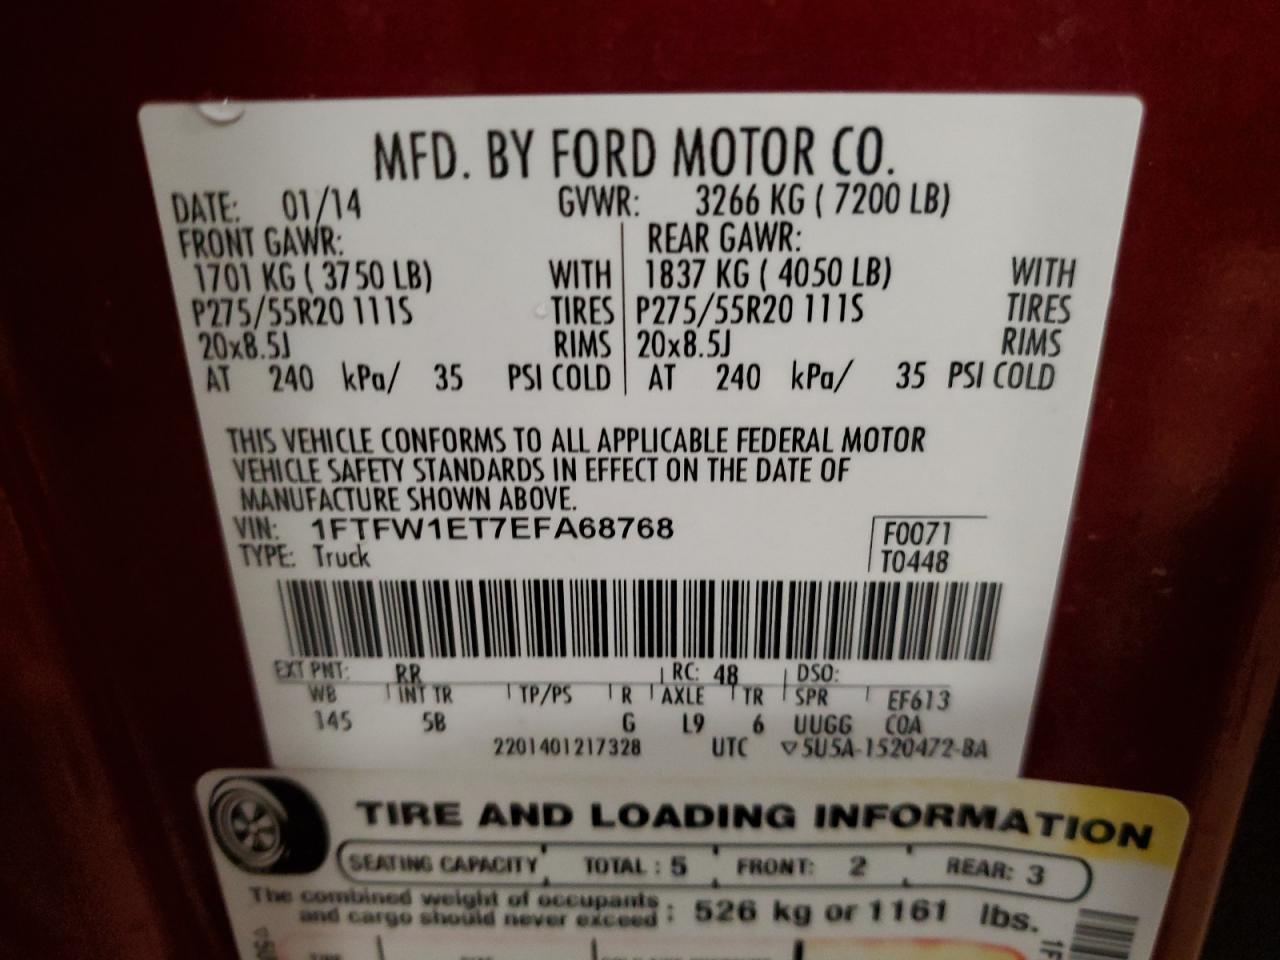 MFD. BY FORD MOTOR CO.
DATE: 01/14 GVWR: 3266 KG ( 7200 LB)
FRONT GAWR: REAR GAWR:
1701 KG ( 3750 LB) WITH 1837 KG ( 4050 LB) WITH
P275/55R20 111S TIRES P275/55R20 111S TIRES
20x8.5J RIMS 20x8.5J RIMS
AT 240 kPa/ 35 PSI COLD AT 240 kPa/ 35 PSI COLD
THIS VEHICLE CONFORMS TO ALL APPLICABLE FEDERAL MOTOR
VEHICLE SAFETY STANDARDS IN EFFECT ON THE DATE OF
MANUFACTURE SHOWN ABOVE.
VIN: 1FTFW1ET7EFA68768 F0071
TYPE: Truck T0448
EXT PNT: RR RC: 48 DSO:
WB INT TR TP/PS R AXLE TR SPR EF613
145 5B G L9 6 UUGG COA
2201401217328 UTC ▽5U5A-1520472-BA
TIRE AND LOADING INFORMATION
SEATING CAPACITY TOTAL : 5 FRONT: 2 REAR: 3
The combined weight of occupants
and cargo should never exceed : 526 kg or 1161 lbs.